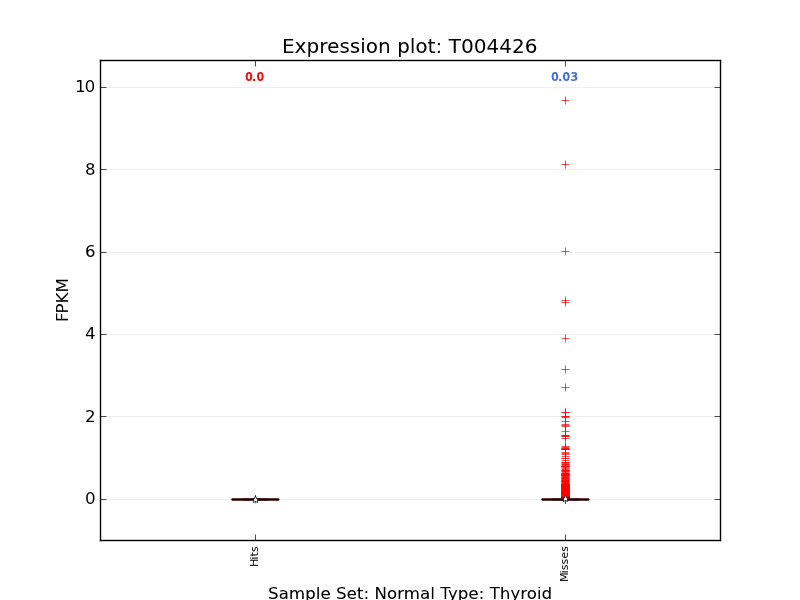 Expression plot: T004426
0.0
0.03
10
8
6
4
2
0
FPKM
Hits
Misses
Sample Set: Normal Type: Thyroid